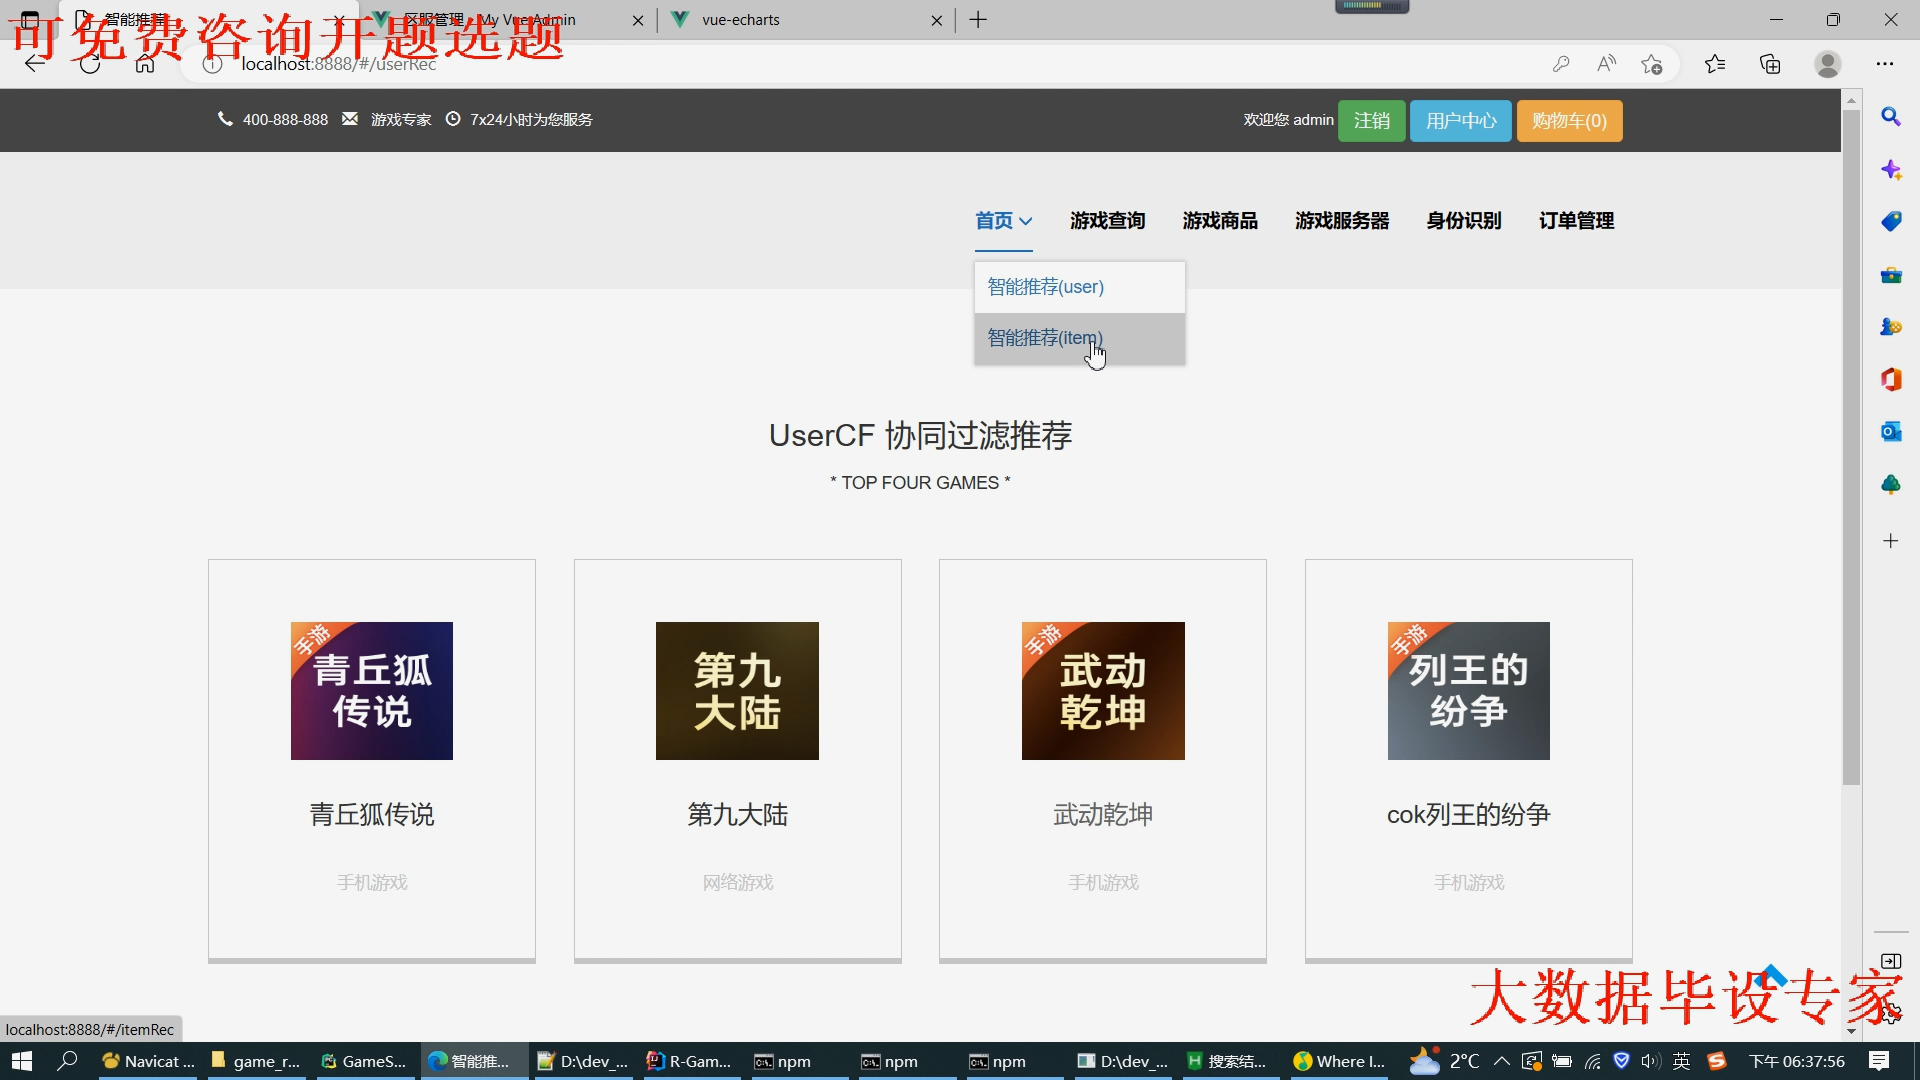 智能推荐
区服管理 - My Vue Admin
vue-echarts
可免费咨询开题选题
localhost:8888/#/userRec
400-888-888 游戏专家 7x24小时为您服务
欢迎您 admin 注销 用户中心 购物车(0)
首页 游戏查询 游戏商品 游戏服务器 身份识别 订单管理
智能推荐(user)
智能推荐(item)
UserCF 协同过滤推荐
* TOP FOUR GAMES *
手游 青丘狐
传说
第九
大陆
手游 武动
乾坤
手游 列王的
纷争
青丘狐传说 第九大陆 武动乾坤 cok列王的纷争
手机游戏 网络游戏 手机游戏 手机游戏
大数据毕设专家
localhost:8888/#/itemRec
Navicat ... game_r... GameS... 智能推... D:\dev_... R-Gam... npm npm npm D:\dev_... 搜索结... Where I... 2°C 英 下午 06:37:56